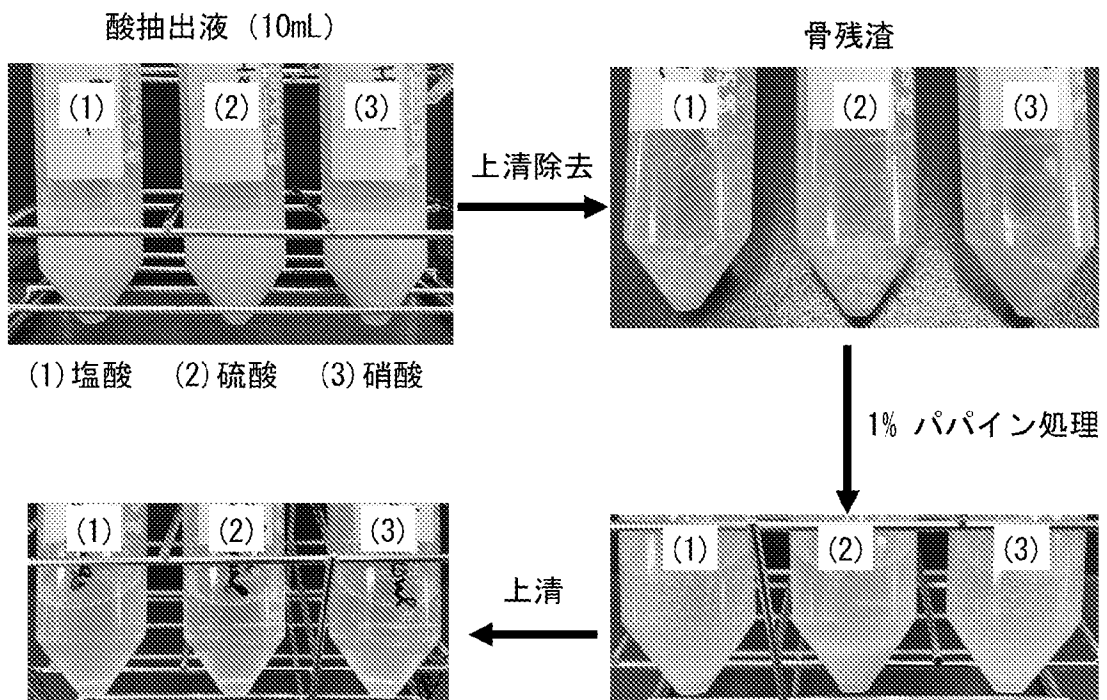 酸抽出液 (10mL)
骨残渣
(1) (2) (3)
(1) (2) (3)
上清除去
(1)塩酸 (2)硫酸 (3)硝酸
1% パパイン処理
(1) (2) (3)
(1) (2) (3)
上清